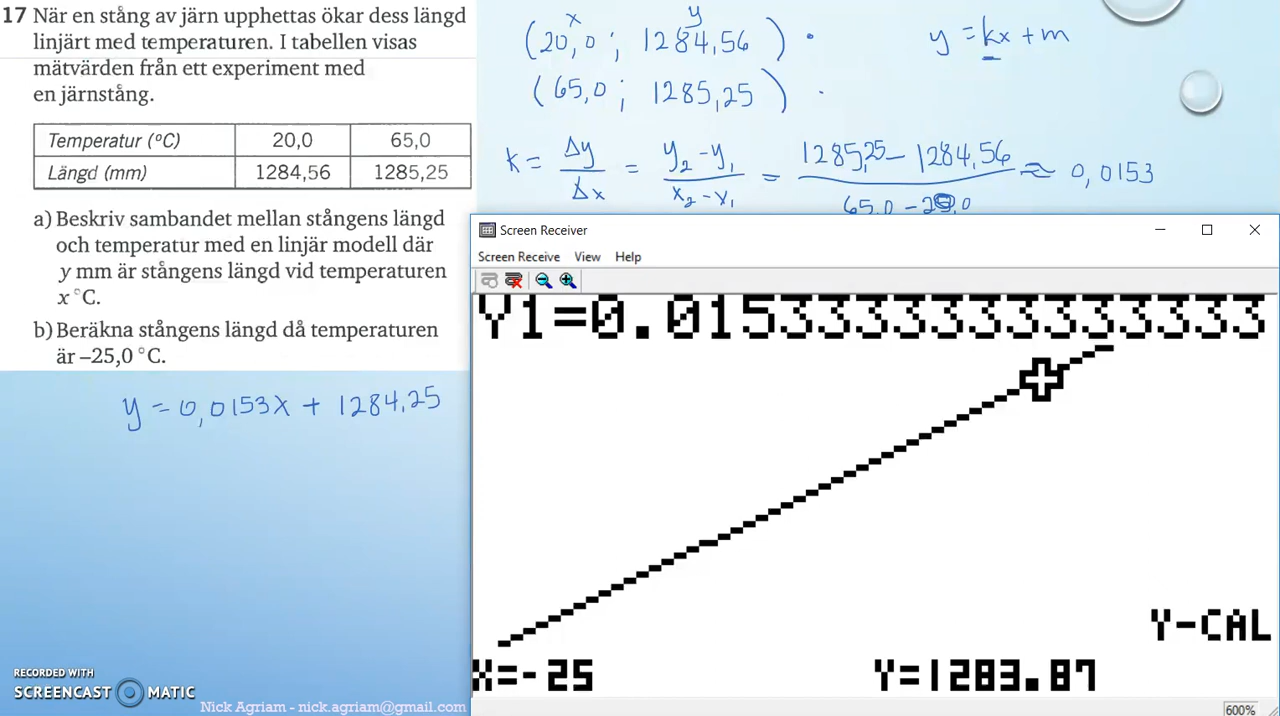 17 När en stång av järn upphettas ökar dess längd
linjärt med temperaturen. I tabellen visas
mätvärden från ett experiment med
en järnstång.
Temperatur (°C) 20,0 65,0
Längd (mm) 1284,56 1285,25
a) Beskriv sambandet mellan stångens längd
och temperatur med en linjär modell där
y mm är stångens längd vid temperaturen
x °C.
b) Beräkna stångens längd då temperaturen
är –25,0 °C.
y = 0,0153x + 1284,25
x y
(20,0 ; 1284,56)
(65,0 ; 1285,25)
y = kx + m
k = Δy/Δx = y₂ - y₁/x₂ - x₁ = 1285,25 - 1284,56/65,0 - 20,0 ≈ 0,0153
Screen Receiver
Screen Receive View Help
Y1=0.01533333333333333
Y-CAL
X=-25 Y=1283.87
600%
RECORDED WITH
SCREENCAST MATIC
Nick Agriam - nick.agriam@gmail.com